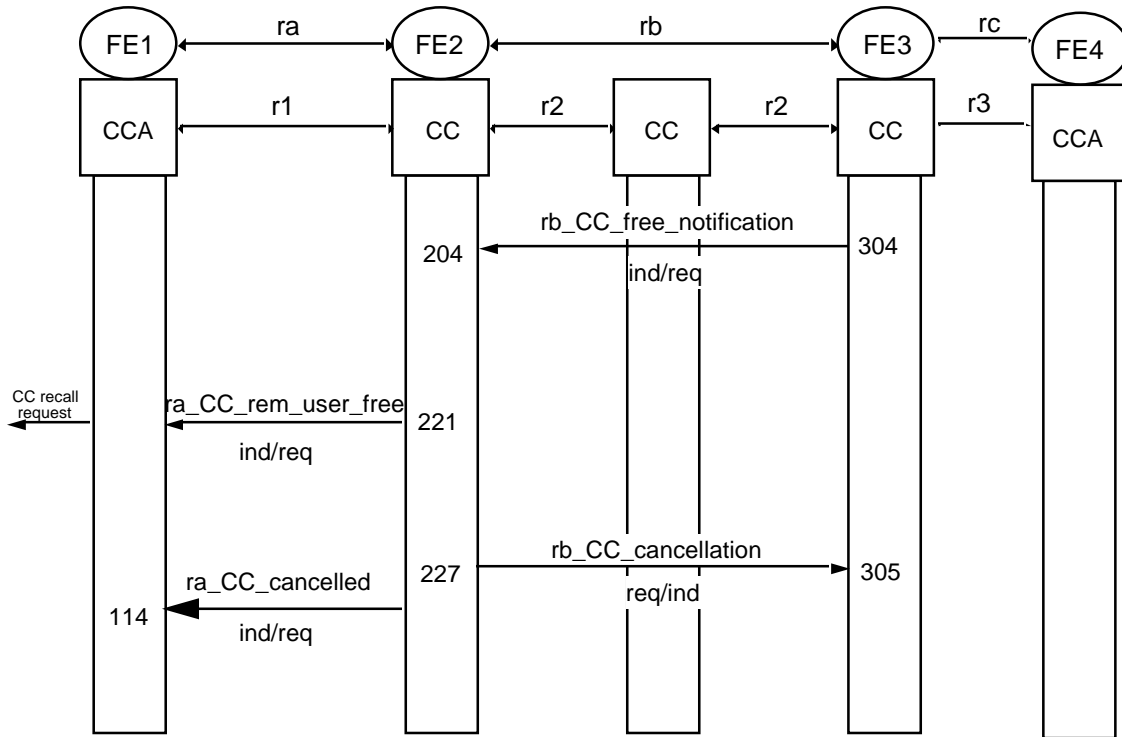 FE1
ra
FE2
rb
FE3
rc
FE4
CCA
r1
CC
r2
CC
r2
CC
r3
CCA
rb_CC_free_notification
204
304
ind/req
CC recall
request
ra_CC_rem_user_free
221
ind/req
rb_CC_cancellation
ra_CC_cancelled
227
305
req/ind
114
ind/req